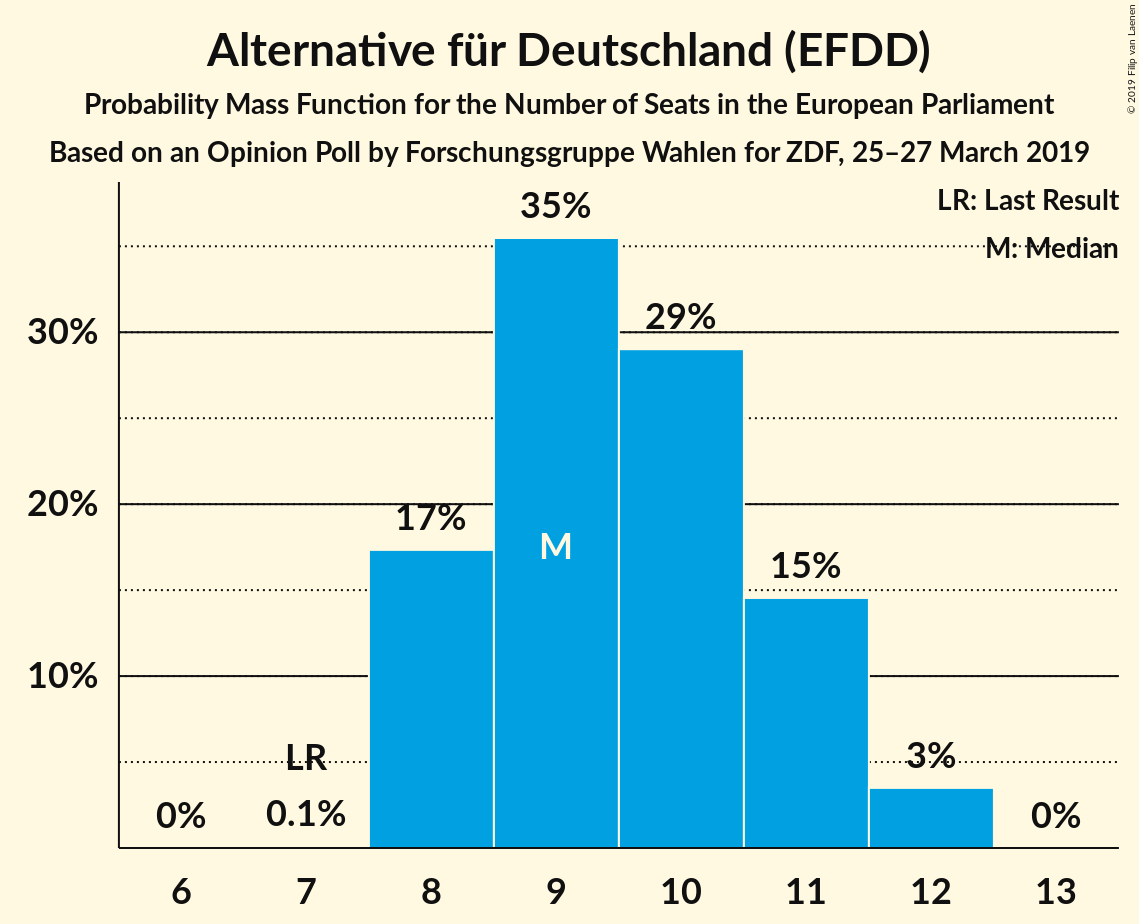 Alternative für Deutschland (EFDD)
Probability Mass Function for the Number of Seats in the European Parliament
Based on an Opinion Poll by Forschungsgruppe Wahlen for ZDF, 25–27 March 2019
© 2019 Filip van Laenen
LR: Last Result
M: Median
35%
30%
29%
20%
17%
M
15%
10%
LR
3%
0%
0.1%
0%
6 7 8 9 10 11 12 13